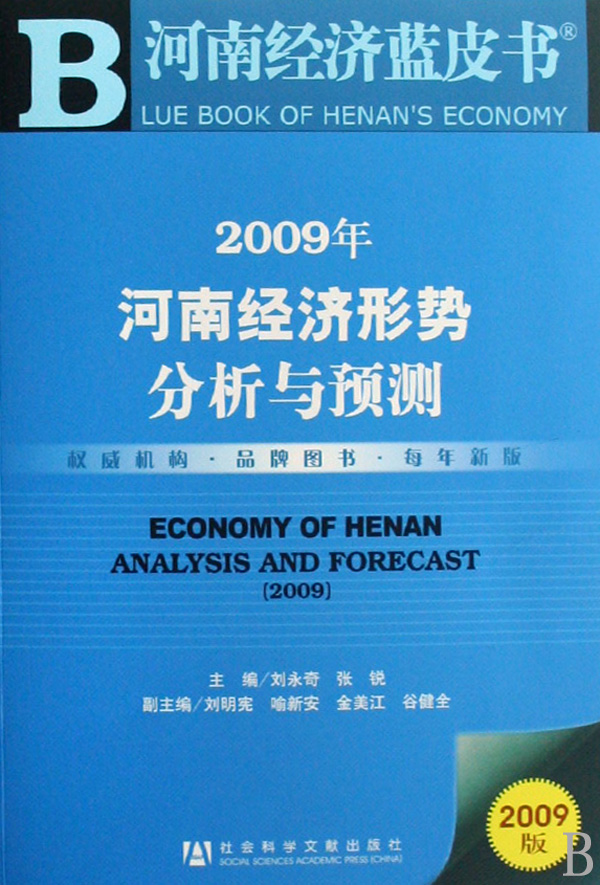 B 河南经济蓝皮书®
LUE BOOK OF HENAN'S ECONOMY
2009年
河南经济形势
分析与预测
权威机构·品牌图书·每年新版
ECONOMY OF HENAN
ANALYSIS AND FORECAST
(2009)
主 编/刘永奇 张 锐
副主编/刘明宪 喻新安 金美江 谷健全
2009
版
B
社会科学文献出版社
SOCIAL SCIENCES ACADEMIC PRESS (CHINA)